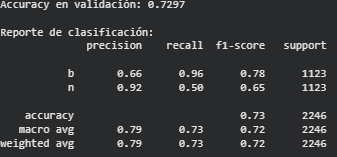 Accuracy en validación: 0.7297
Reporte de clasificación:
precision recall f1-score support
b 0.66 0.96 0.78 1123
n 0.92 0.50 0.65 1123
accuracy 0.73 2246
macro avg 0.79 0.73 0.72 2246
weighted avg 0.79 0.73 0.72 2246